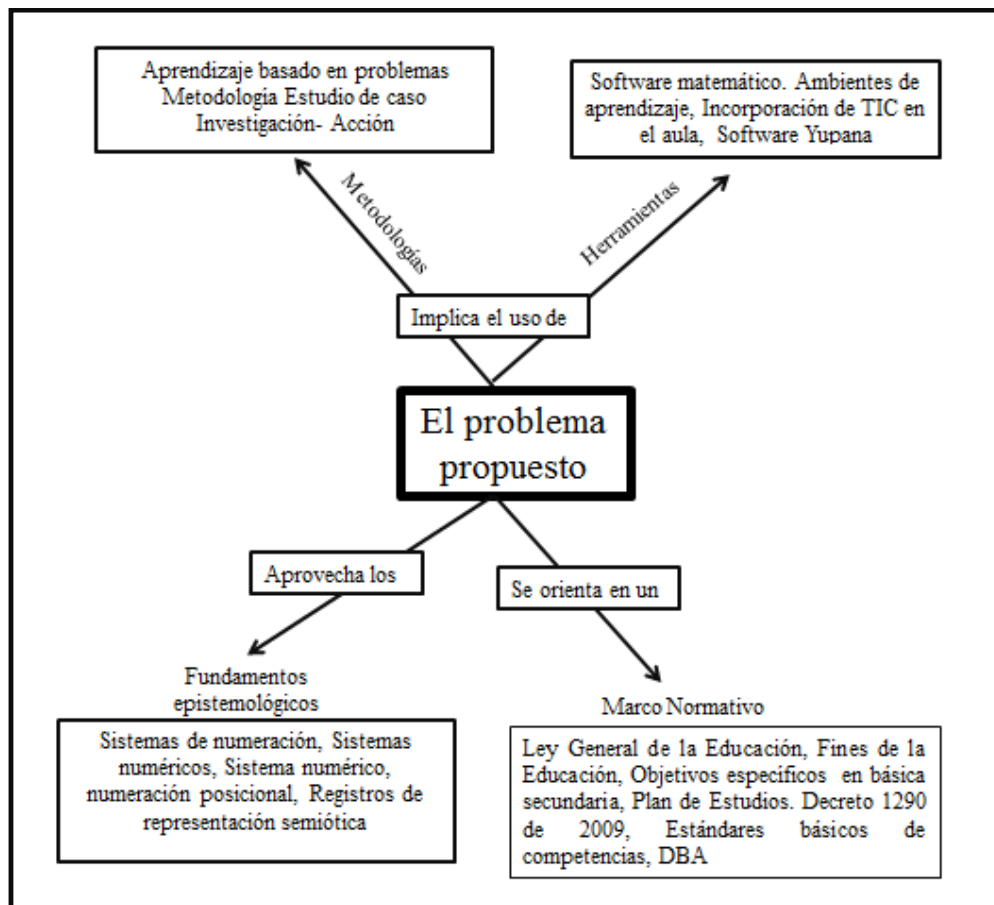 Aprendizaje basado en problemas
Metodología Estudio de caso
Investigación- Acción
Software matemático. Ambientes de
aprendizaje, Incorporación de TIC en
el aula, Software Yupana
Metodologías
Herramientas
Implica el uso de
El problema
propuesto
Aprovecha los
Se orienta en un
Fundamentos
epistemológicos
Sistemas de numeración, Sistemas
numéricos, Sistema numérico,
numeración posicional, Registros de
representación semiótica
Marco Normativo
Ley General de la Educación, Fines de la
Educación, Objetivos específicos en básica
secundaria, Plan de Estudios. Decreto 1290
de 2009, Estándares básicos de
competencias, DBA